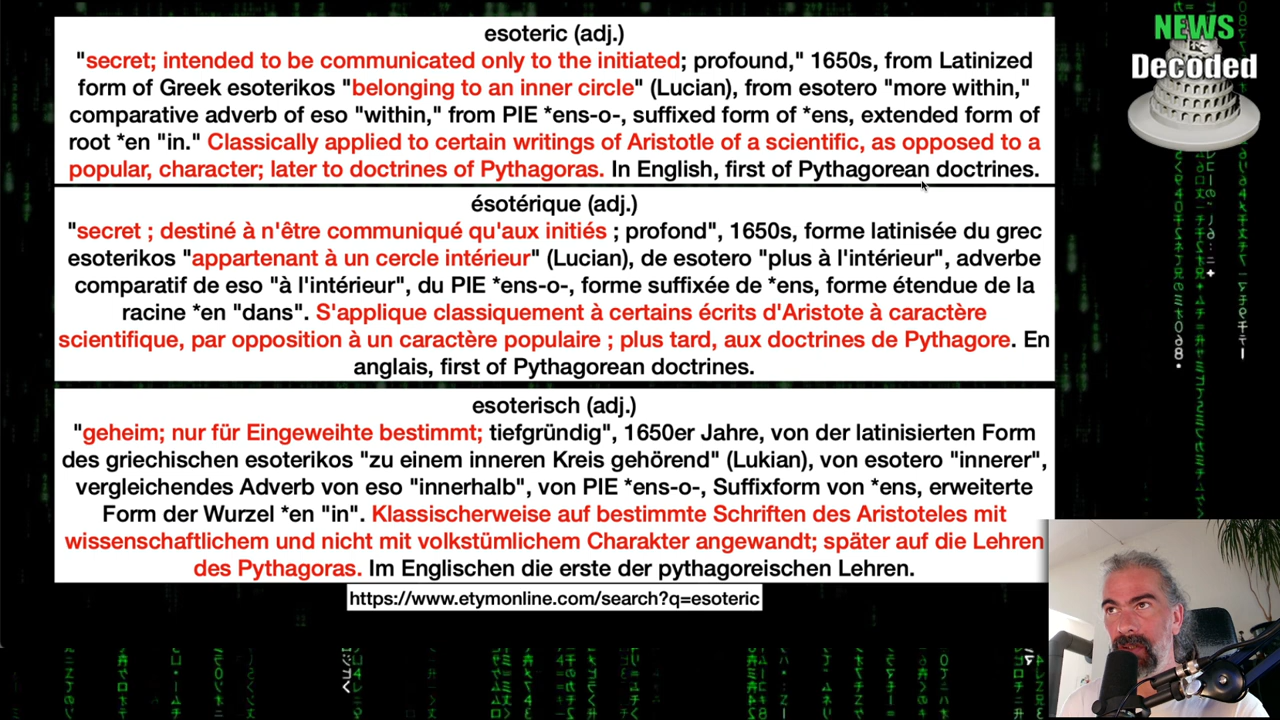 esoteric (adj.)
"secret; intended to be communicated only to the initiated; profound," 1650s, from Latinized
form of Greek esoterikos "belonging to an inner circle" (Lucian), from esotero "more within,"
comparative adverb of eso "within," from PIE *ens-o-, suffixed form of *ens, extended form of
root *en "in." Classically applied to certain writings of Aristotle of a scientific, as opposed to a
popular, character; later to doctrines of Pythagoras. In English, first of Pythagorean doctrines.
ésotérique (adj.)
"secret ; destiné à n'être communiqué qu'aux initiés ; profond", 1650s, forme latinisée du grec
esoterikos "appartenant à un cercle intérieur" (Lucian), de esotero "plus à l'intérieur", adverbe
comparatif de eso "à l'intérieur", du PIE *ens-o-, forme suffixée de *ens, forme étendue de la
racine *en "dans". S'applique classiquement à certains écrits d'Aristote à caractère
scientifique, par opposition à un caractère populaire ; plus tard, aux doctrines de Pythagore. En
anglais, first of Pythagorean doctrines.
esoterisch (adj.)
"geheim; nur für Eingeweihte bestimmt; tiefgründig", 1650er Jahre, von der latinisierten Form
des griechischen esoterikos "zu einem inneren Kreis gehörend" (Lukian), von esotero "innerer",
vergleichendes Adverb von eso "innerhalb", von PIE *ens-o-, Suffixform von *ens, erweiterte
Form der Wurzel *en "in". Klassischerweise auf bestimmte Schriften des Aristoteles mit
wissenschaftlichem und nicht mit volkstümlichem Charakter angewandt; später auf die Lehren
des Pythagoras. Im Englischen die erste der pythagoreischen Lehren.
https://www.etymonline.com/search?q=esoteric
NEWS
Decoded